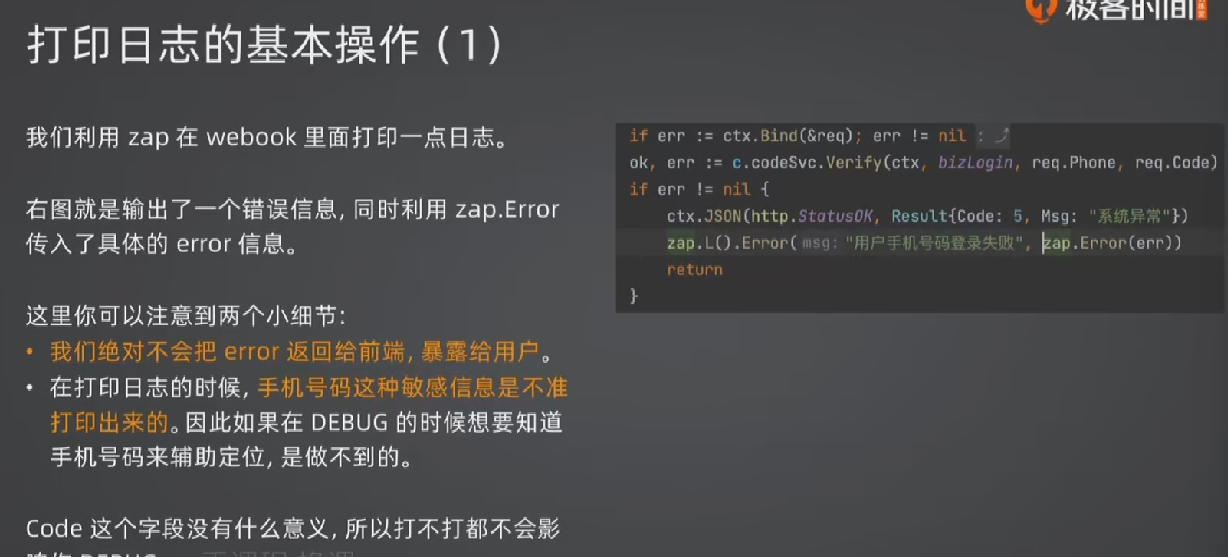 极客时间
打印日志的基本操作（1）
我们利用 zap 在 webook 里面打印一点日志。
右图就是输出了一个错误信息，同时利用 zap.Error
传入了具体的 error 信息。
这里你可以注意到两个小细节：
• 我们绝对不会把 error 返回给前端，暴露给用户。
• 在打印日志的时候，手机号码这种敏感信息是不准
打印出来的。因此如果在 DEBUG 的时候想要知道
手机号码来辅助定位，是做不到的。
Code 这个字段没有什么意义，所以打不打都不会影
if err := ctx.Bind(&req); err != nil :
ok, err := c.codeSvc.Verify(ctx, bizLogin, req.Phone, req.Code)
if err != nil {
ctx.JSON(http.StatusOK, Result{Code: 5, Msg: "系统异常"})
zap.L().Error( msg: "用户手机号码登录失败", zap.Error(err))
return
}